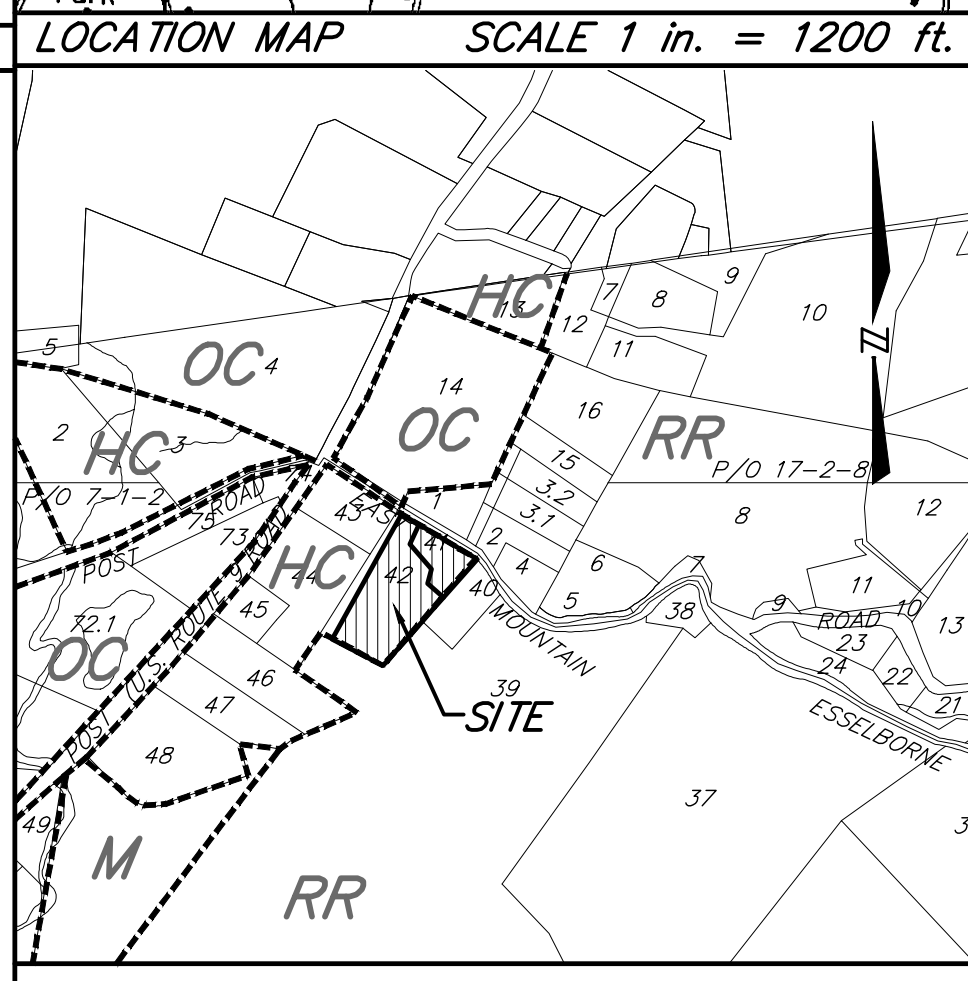 LOCATION MAP SCALE 1 in. = 1200 ft.
HC
13
7
8
9
10
12
11
5
OC 4
14
OC
16
RR
2
HC
3
15
P/O 17-2-8
P/O 7-1-2
3.2
3.1
8
12
ROAD
75
43
EAST
1
73
2
41
POST
HC
44
42
4
6
7
11
40
5
9
10
45
38
ROAD
13
72.1
MOUNTAIN
23
OC
POST (U.S. ROUTE 9) ROAD
46
39
24
22
47
SITE
21
ESSELBORNE
48
37
49
M
RR